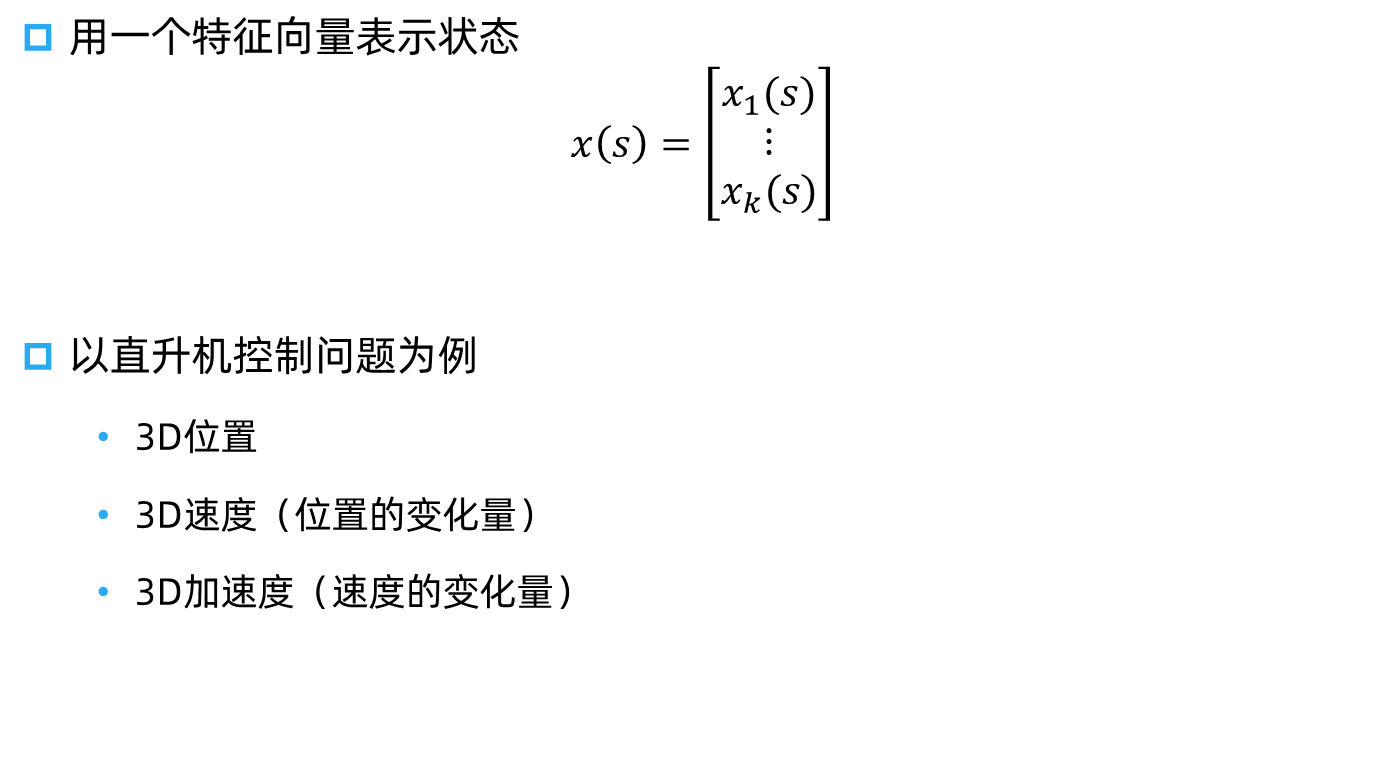 用一个特征向量表示状态
x(s) = [x₁(s) ⋮ xₖ(s)]
以直升机控制问题为例
• 3D位置
• 3D速度（位置的变化量）
• 3D加速度（速度的变化量）